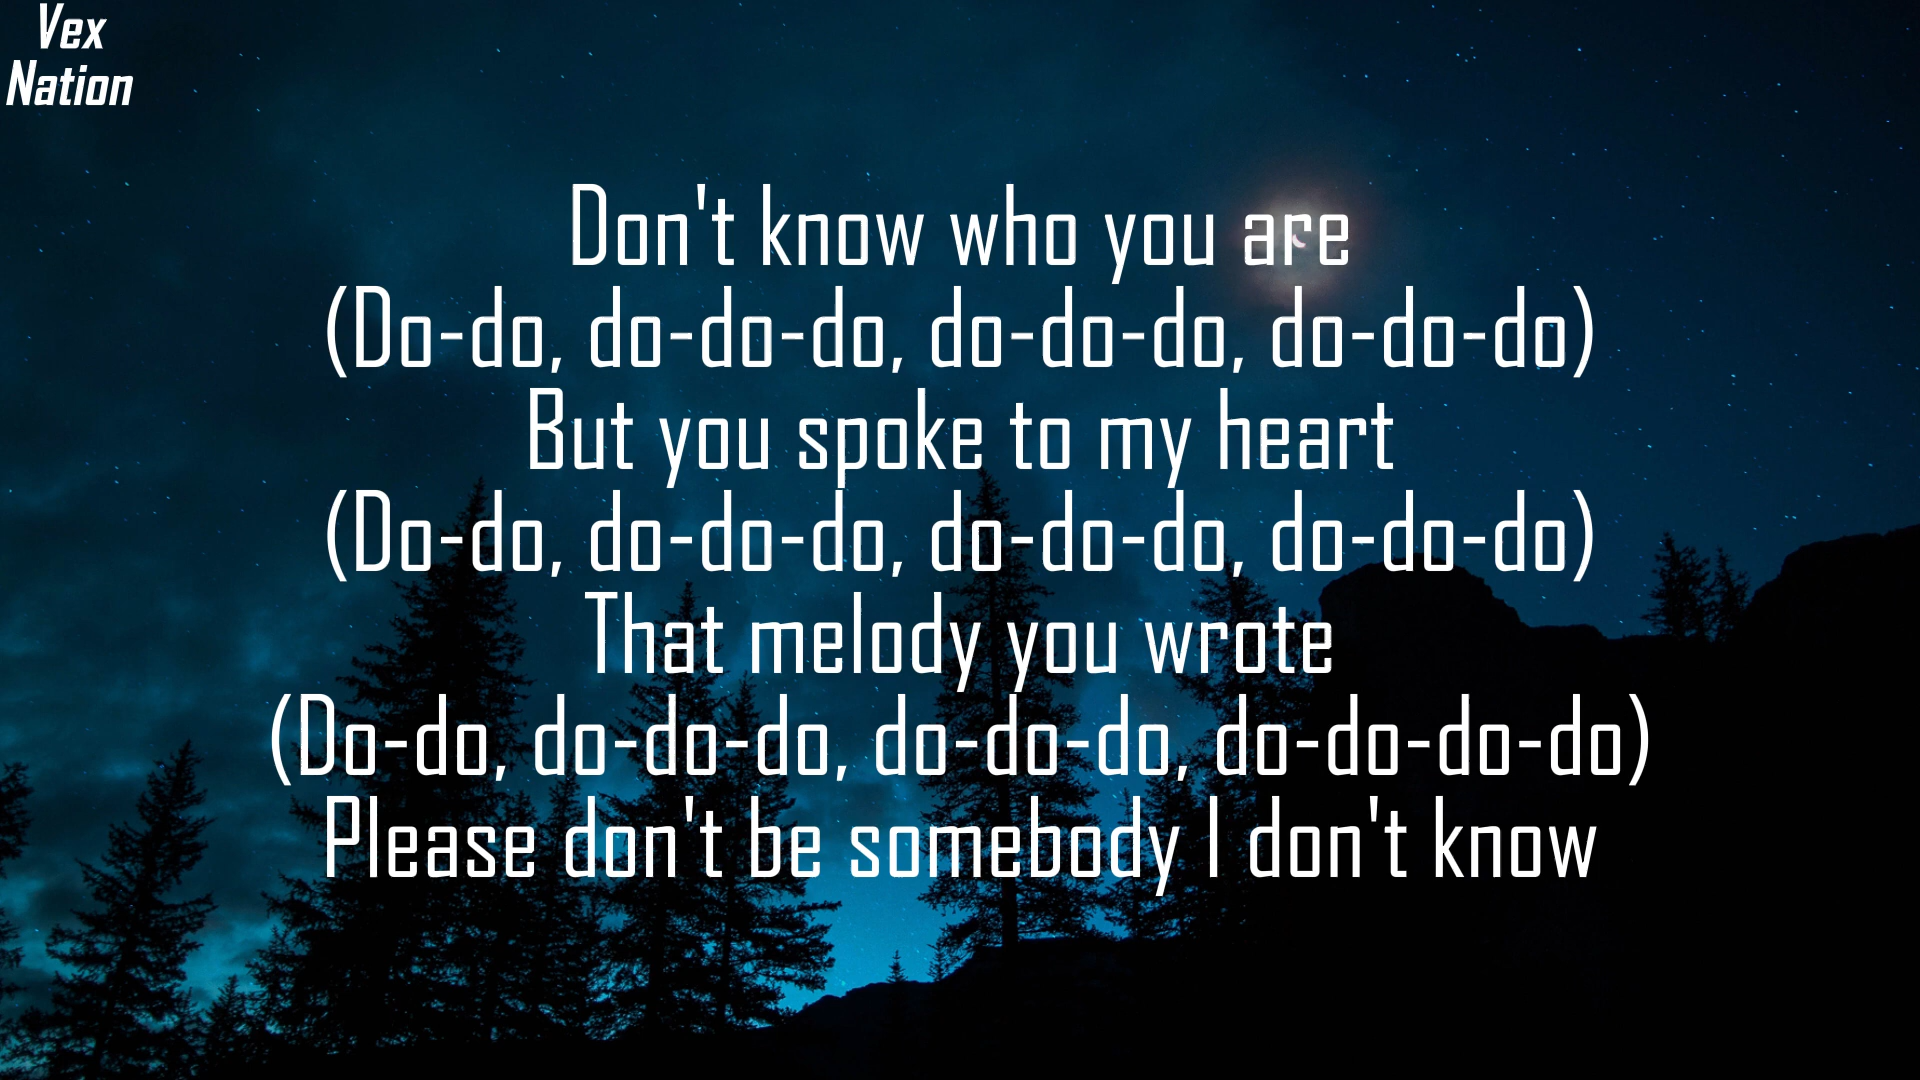 Vex
Nation
Don't know who you are
(Do-do, do-do-do, do-do-do, do-do-do)
But you spoke to my heart
(Do-do, do-do-do, do-do-do, do-do-do)
That melody you wrote
(Do-do, do-do-do, do-do-do, do-do-do-do)
Please don't be somebody I don't know